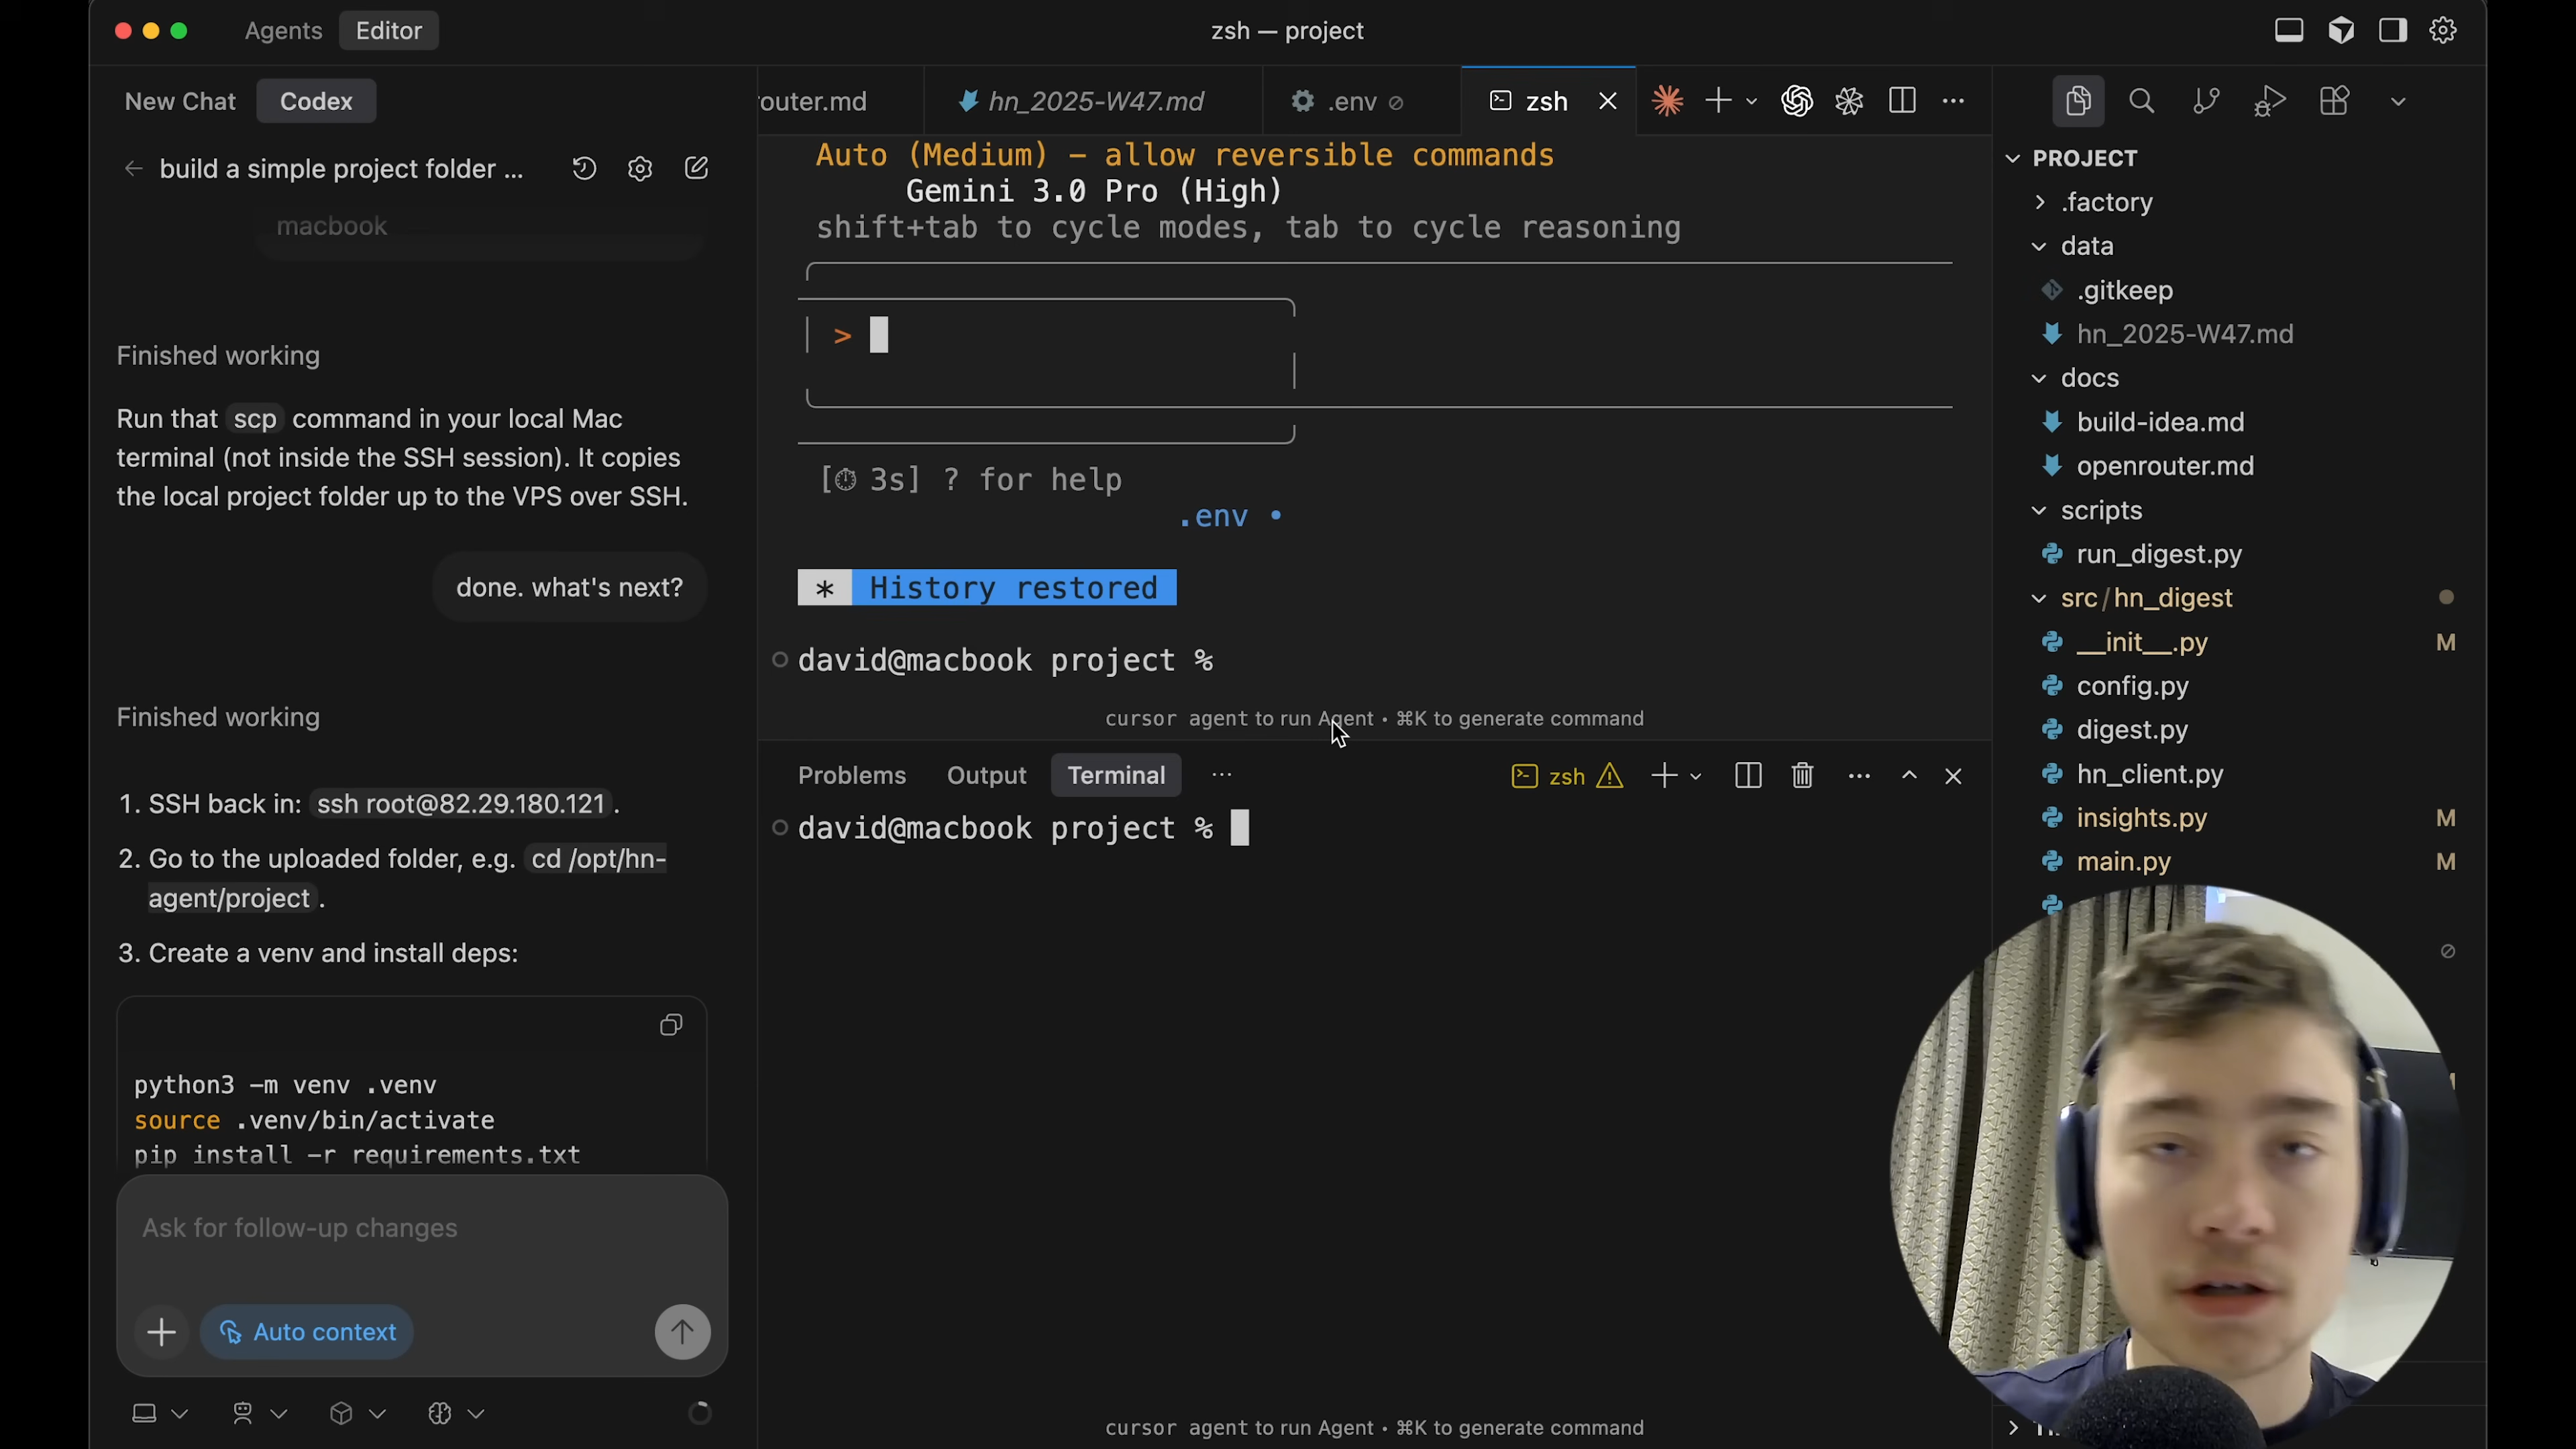 Agents Editor
zsh — project
New Chat Codex
build a simple project folder ...
macbook
Finished working
Run that scp command in your local Mac
terminal (not inside the SSH session). It copies
the local project folder up to the VPS over SSH.
done. what's next?
Finished working
1. SSH back in: ssh root@82.29.180.121 .
2. Go to the uploaded folder, e.g. cd /opt/hn-
agent/project .
3. Create a venv and install deps:
python3 -m venv .venv
source .venv/bin/activate
pip install -r requirements.txt
Ask for follow-up changes
Auto context
router.md hn_2025-W47.md .env zsh
Auto (Medium) – allow reversible commands
Gemini 3.0 Pro (High)
shift+tab to cycle modes, tab to cycle reasoning
>
[⏱ 3s] ? for help
.env •
* History restored
david@macbook project %
cursor agent to run Agent • ⌘K to generate command
Problems Output Terminal ...
zsh
david@macbook project %
cursor agent to run Agent • ⌘K to generate command
PROJECT
.factory
data
.gitkeep
hn_2025-W47.md
docs
build-idea.md
openrouter.md
scripts
run_digest.py
src/hn_digest
__init__.py M
config.py
digest.py
hn_client.py
insights.py M
main.py M